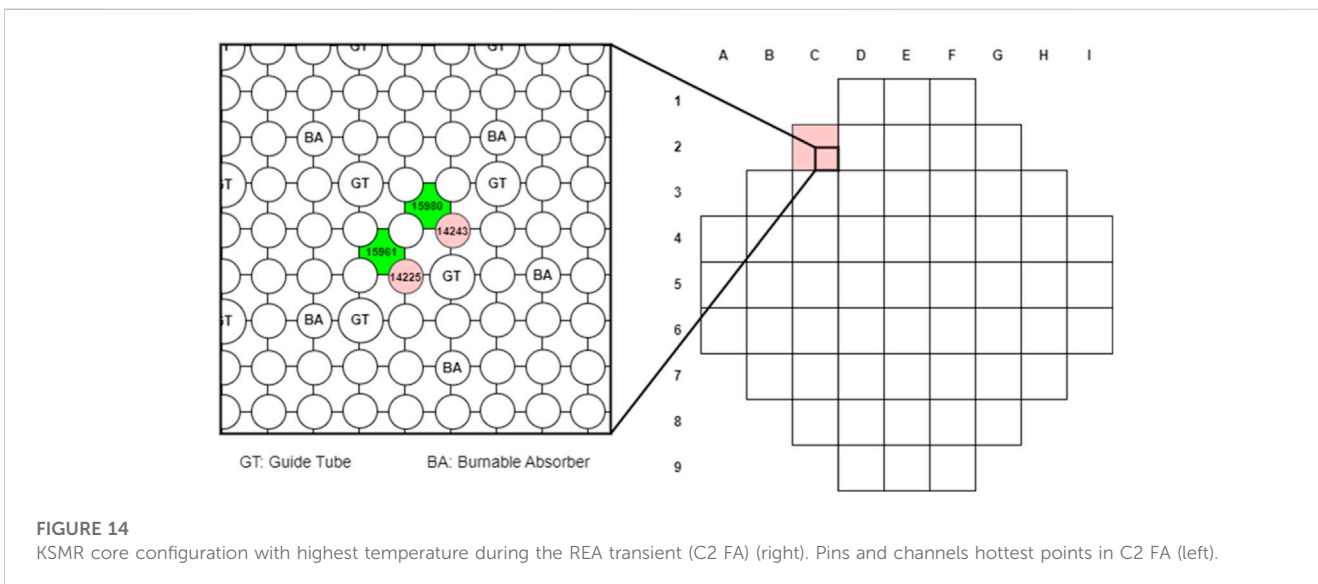 GT GT
A B C D E F G H I
1
BA BA
2
GT GT GT
3
15980
14243
4
15961
14225 GT BA
5
GT BA GT
6
BA
7
8
9
GT: Guide Tube BA: Burnable Absorber
FIGURE 14
KSMR core configuration with highest temperature during the REA transient (C2 FA) (right). Pins and channels hottest points in C2 FA (left).